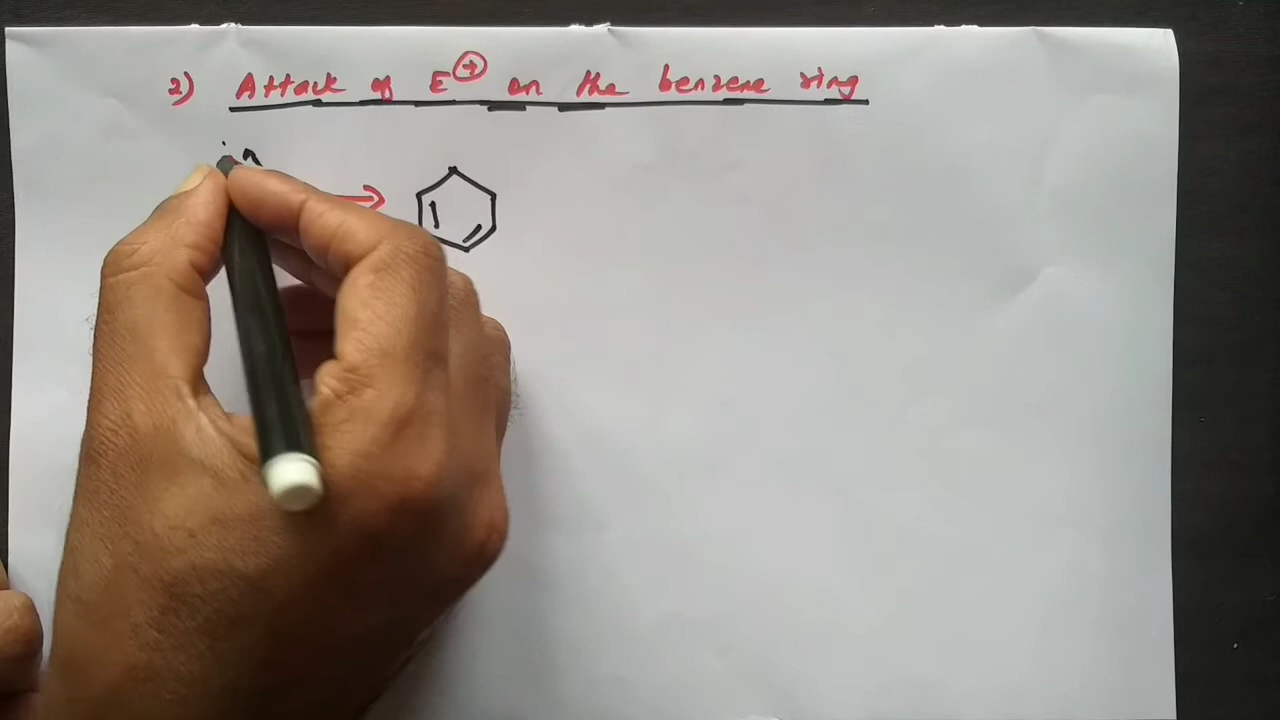 2) Attack of E⊕ on the benzene ring